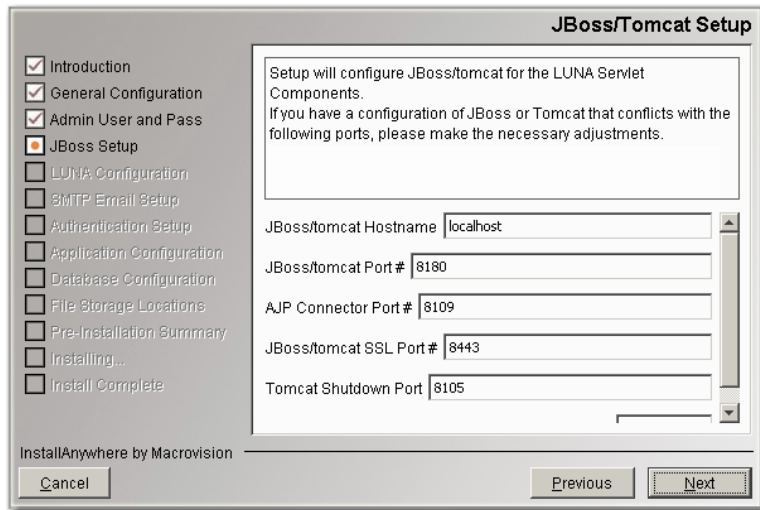 JBoss/Tomcat Setup
Introduction
General Configuration
Admin User and Pass
JBoss Setup
LUNA Configuration
SMTP Email Setup
Authentication Setup
Application Configuration
Database Configuration
File Storage Locations
Pre-Installation Summary
Installing...
Install Complete
Setup will configure JBoss/tomcat for the LUNA Servlet
Components.
If you have a configuration of JBoss or Tomcat that conflicts with the
following ports, please make the necessary adjustments.
JBoss/tomcat Hostname localhost
JBoss/tomcat Port # 8180
AJP Connector Port # 8109
JBoss/tomcat SSL Port # 8443
Tomcat Shutdown Port 8105
InstallAnywhere by Macrovision
Cancel
Previous
Next